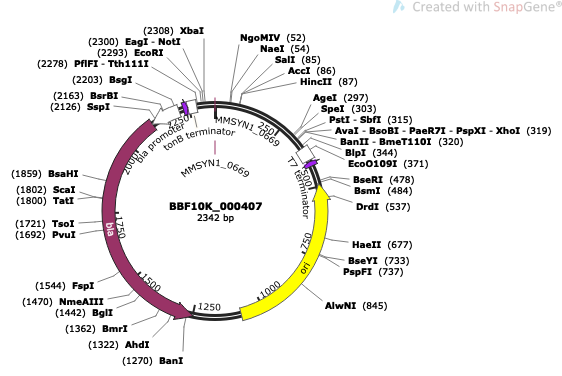 Created with SnapGene®
(2308) XbaI
(2300) EagI - NotI
(2293) EcoRI
(2278) PflFI - Tth111I
(2203) BsgI
(2163) BsrBI
(2126) SspI
NgoMIV (52)
NaeI (54)
SalI (85)
AccI (86)
HincII (87)
AgeI (297)
SpeI (303)
PstI - SbfI (315)
AvaI - BsoBI - PaeR7I - PspXI - XhoI (319)
BanII - BmeT110I (320)
BlpI (344)
EcoO109I (371)
BseRI (478)
BsmI (484)
DrdI (537)
HaeII (677)
BseYI (733)
PspFI (737)
AlwNI (845)
(1859) BsaHI
(1802) ScaI
(1800) TatI
(1721) TsoI
(1692) PvuI
(1544) FspI
(1470) NmeAIII
(1442) BglI
(1362) BmrI
(1322) AhdI
(1270) BanI
MMSYN1_0669
MMSYN1_0669
tonB terminator
bla promoter
T7 terminator
bla
ori
250
500
750
1000
1250
1500
1750
2000
2250
BBF10K_000407
2342 bp